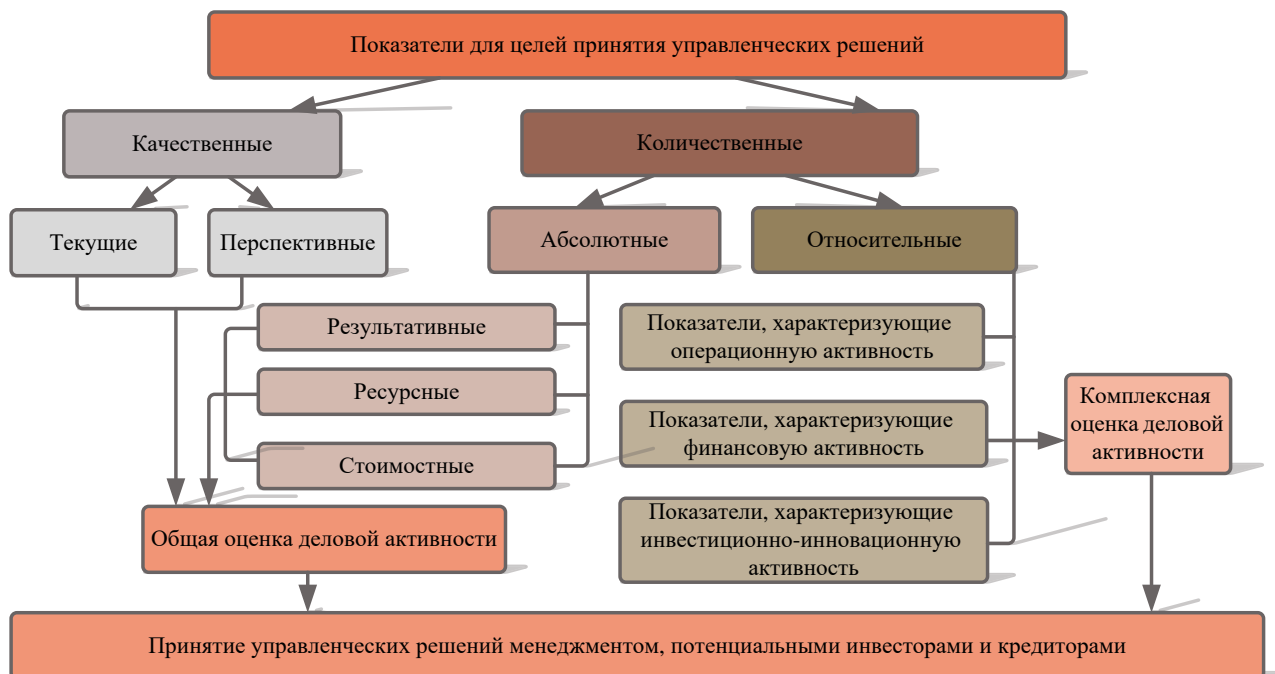 Показатели для целей принятия управленческих решений
Качественные
Количественные
Текущие
Перспективные
Абсолютные
Относительные
Результативные
Ресурсные
Стоимостные
Показатели, характеризующие
операционную активность
Показатели, характеризующие
финансовую активность
Показатели, характеризующие
инвестиционно-инновационную
активность
Комплексная
оценка деловой
активности
Общая оценка деловой активности
Принятие управленческих решений менеджментом, потенциальными инвесторами и кредиторами